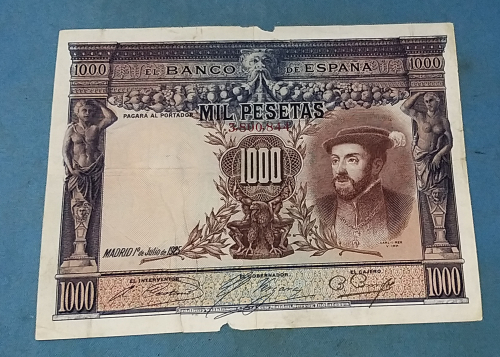 1000 EL BANCO DE ESPAÑA 1000
PAGARÁ AL PORTADOR
MIL PESETAS
1000
MADRID 1º de Julio de 1925
EL INTERVENTOR EL GOBERNADOR EL CAJERO
1000 1000